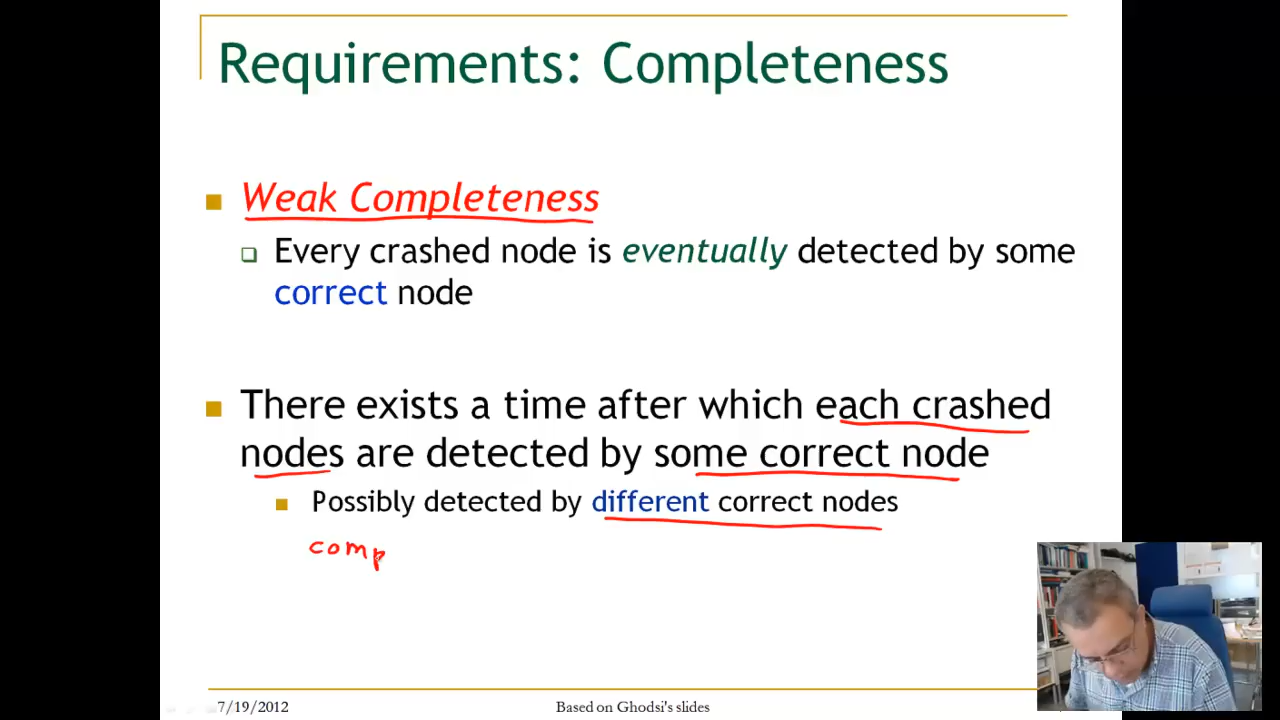 Requirements: Completeness
Weak Completeness
Every crashed node is eventually detected by some
correct node
There exists a time after which each crashed
nodes are detected by some correct node
Possibly detected by different correct nodes
comp
7/19/2012
Based on Ghodsi's slides